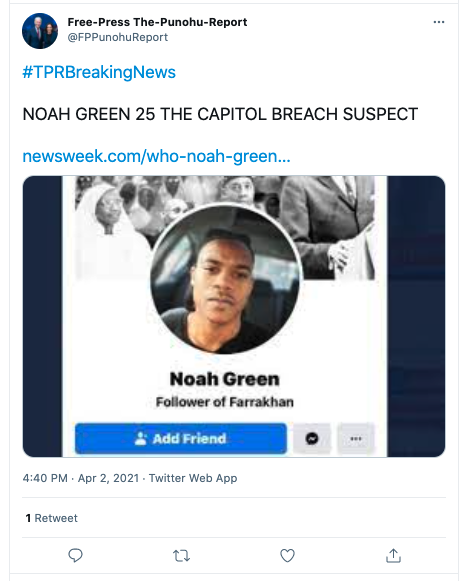 Free-Press The-Punohu-Report
@FPPunohuReport
#TPRBreakingNews
NOAH GREEN 25 THE CAPITOL BREACH SUSPECT
newsweek.com/who-noah-green...
Noah Green
Follower of Farrakhan
Add Friend
4:40 PM · Apr 2, 2021 · Twitter Web App
1 Retweet